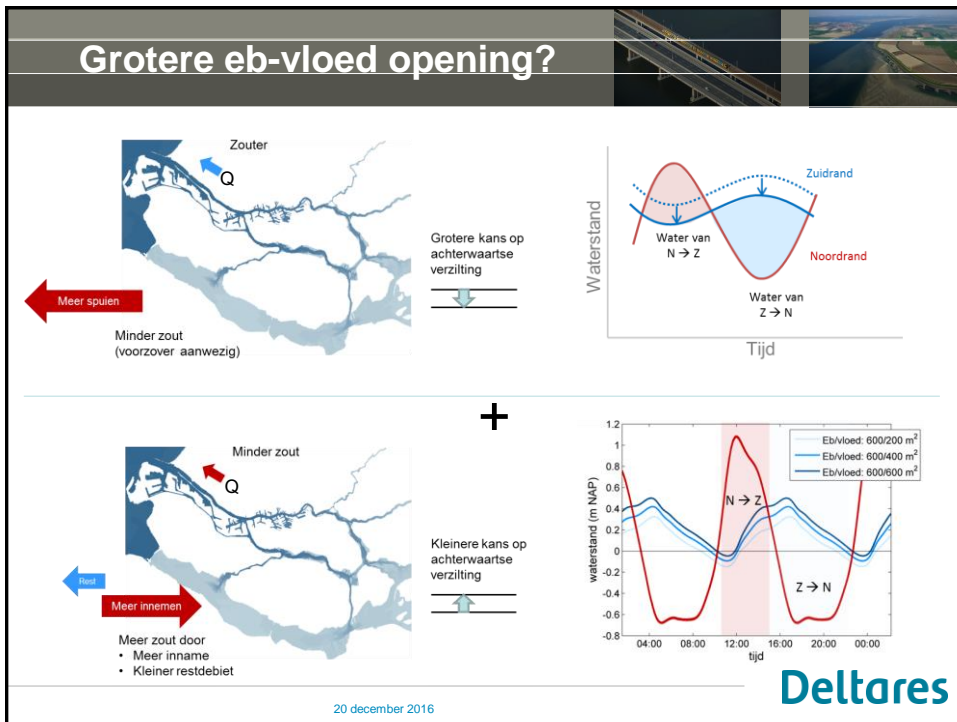 Grotere eb-vloed opening?
Zouter
Q
Meer spuien
Minder zout
(voorzover aanwezig)
Grotere kans op
achterwaartse
verzilting
Waterstand
Zuidrand
Water van
N → Z
Noordrand
Water van
Z → N
Tijd
+
Minder zout
Q
Rest
Meer innemen
Meer zout door
• Meer inname
• Kleiner restdebiet
Kleinere kans op
achterwaartse
verzilting
waterstand (m NAP)
1.2
1
0.8
0.6
0.4
0.2
0
-0.2
-0.4
-0.6
-0.8
Eb/vloed: 600/200 m²
Eb/vloed: 600/400 m²
Eb/vloed: 600/600 m²
N → Z
Z → N
04:00 08:00 12:00 16:00 20:00 00:00
tijd
20 december 2016
Deltares